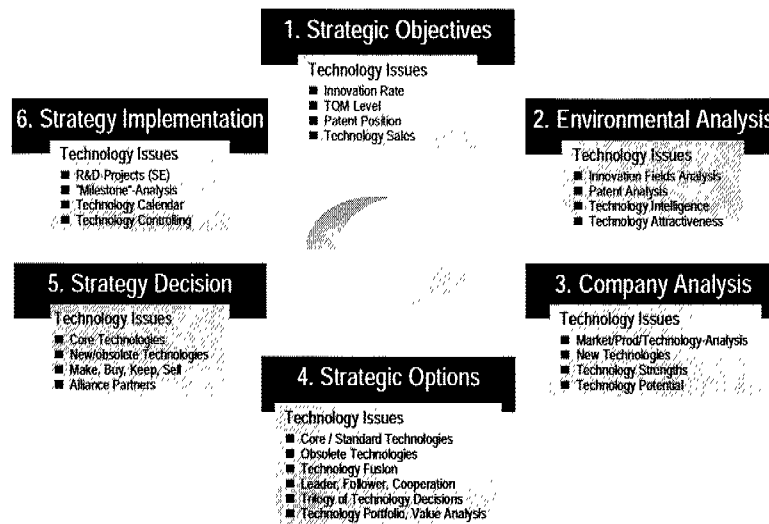 1. Strategic Objectives
Technology Issues
■ Innovation Rate
■ TQM Level
■ Patent Position
■ Technology Sales
2. Environmental Analysis
Technology Issues
■ Innovation Fields Analysis
■ Patent Analysis
■ Technology Intelligence
■ Technology Attractiveness
3. Company Analysis
Technology Issues
■ Market/Prod/Technology-Analysis
■ New Technologies
■ Technology Strengths
■ Technology Potential
4. Strategic Options
Technology Issues
■ Core / Standard Technologies
■ Obsolete Technologies
■ Technology Fusion
■ Leader, Follower, Cooperation
■ Trilogy of Technology Decisions
■ Technology Portfolio, Value Analysis
5. Strategy Decision
Technology Issues
■ Core Technologies
■ New/obsolete Technologies
■ Make, Buy, Keep, Sell
■ Alliance Partners
6. Strategy Implementation
Technology Issues
■ R&D-Projects (SE)
■ "Milestone"-Analysis
■ Technology Calendar
■ Technology Controlling